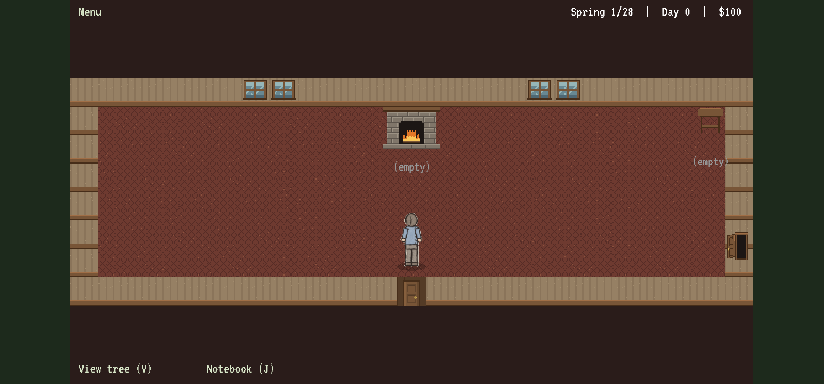 Menu
Spring 1/28 | Day 0 | $100
(empty)
(empty)
View tree (V)
Notebook (J)